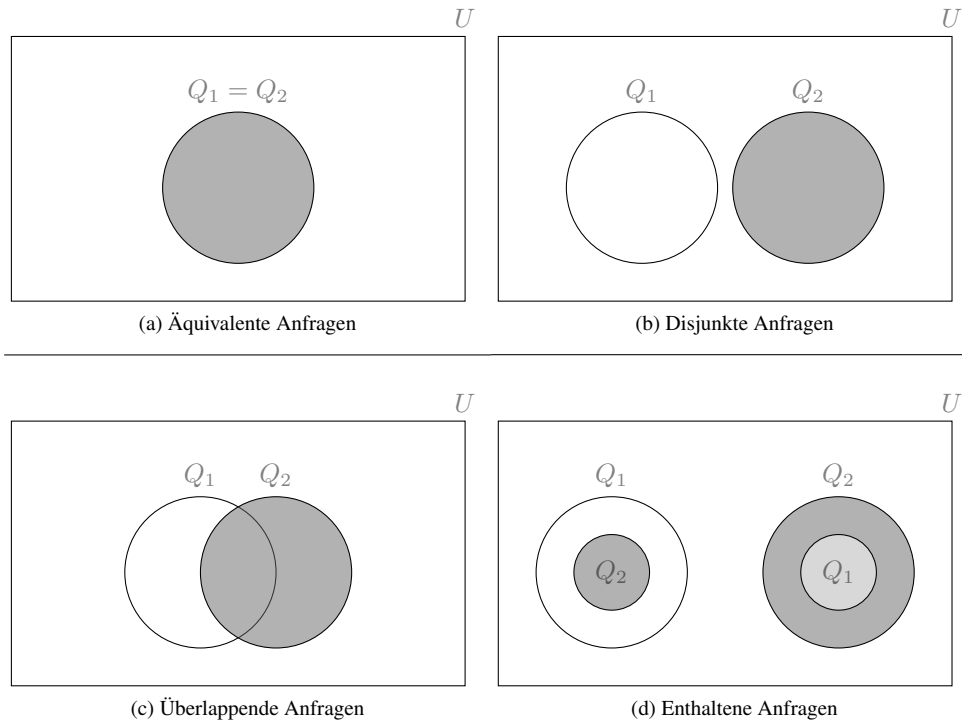 U
Q₁ = Q₂
(a) Äquivalente Anfragen
U
Q₁ Q₂
(b) Disjunkte Anfragen
U
Q₁ Q₂
(c) Überlappende Anfragen
U
Q₁ Q₂
Q₂ Q₁
(d) Enthaltene Anfragen